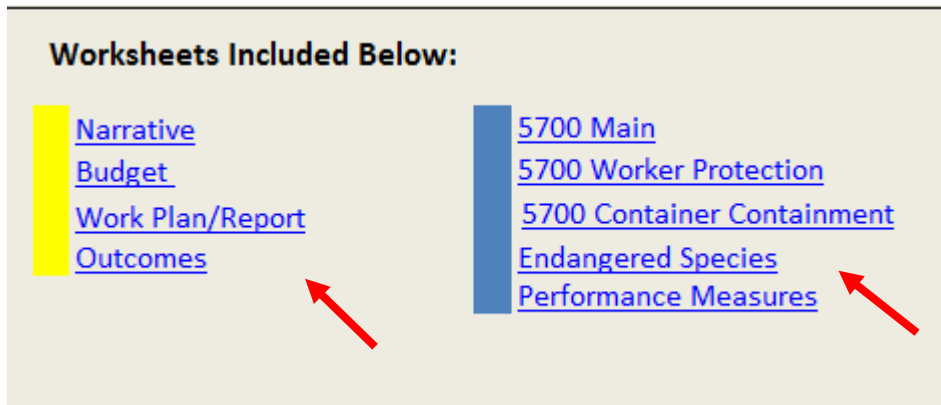 Worksheets Included Below:
Narrative
Budget
Work Plan/Report
Outcomes
5700 Main
5700 Worker Protection
5700 Container Containment
Endangered Species
Performance Measures